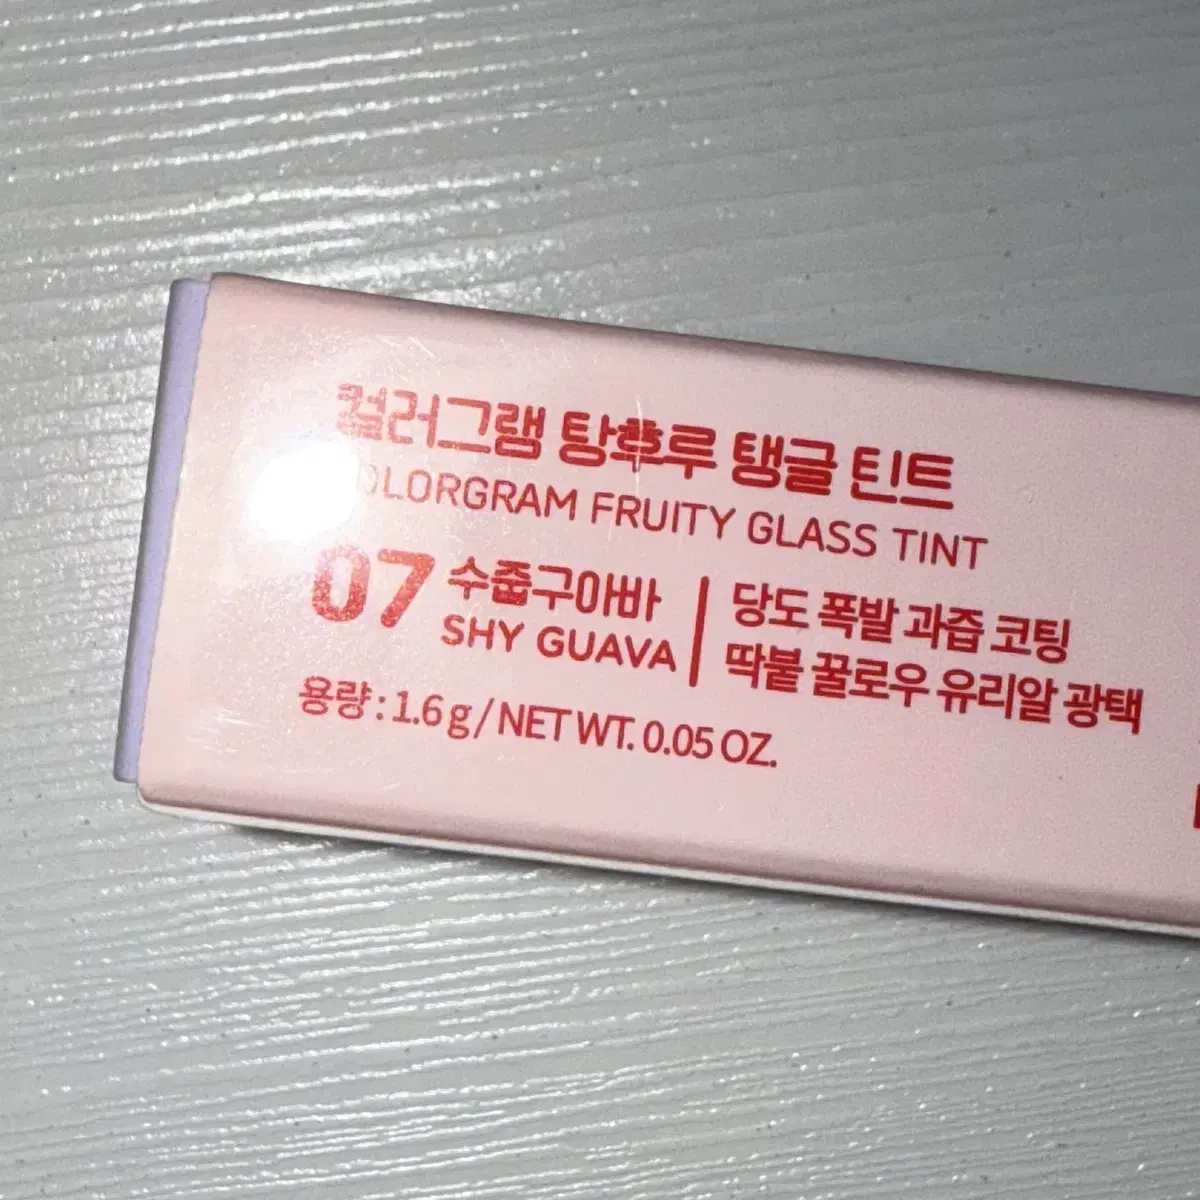 컬러그램 탕후루 탱글 틴트
COLORGRAM FRUITY GLASS TINT
07 수줍구아바
SHY GUAVA
당도 폭발 과즙 코팅
딱붙 꿀로우 유리알 광택
용량 : 1.6 g / NET WT. 0.05 OZ.